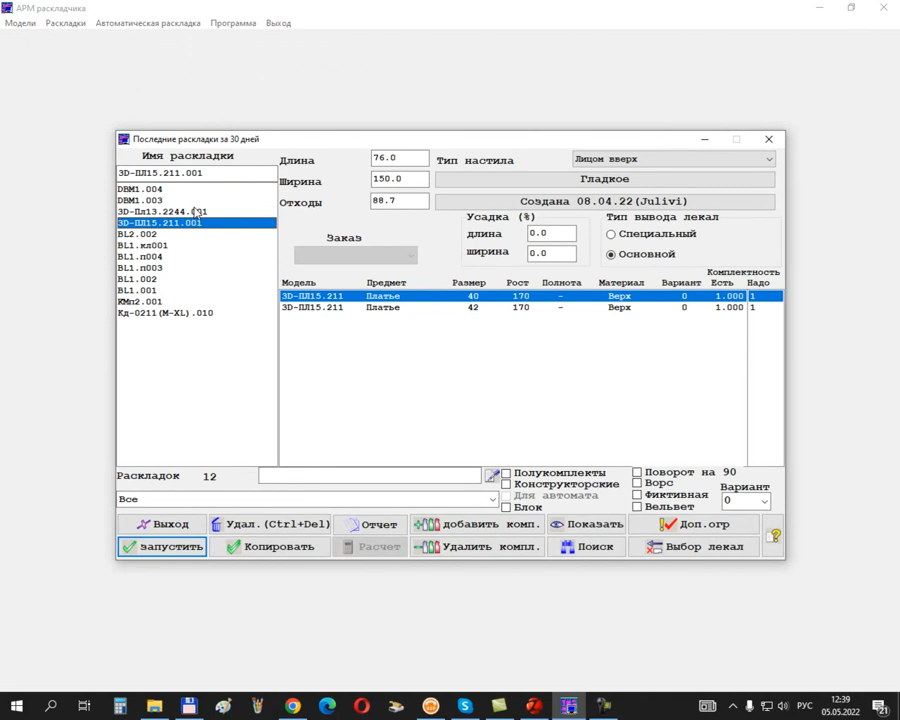 АРМ раскладчика
Модели Раскладки Автоматическая раскладка Программа Выход
Последние раскладки за 30 дней
Имя раскладки
3D-ПЛ15.211.001
DBM1.004
DBM1.003
3D-Пл13.2244.001
3D-ПЛ15.211.001
BL2.002
BL1.кл001
BL1.п004
BL1.п003
BL1.002
BL1.001
КМп2.001
Кд-0211(M-XL).010
Длина 76.0 Тип настила Лицом вверх
Ширина 150.0 Гладкое
Отходы 88.7 Создана 08.04.22(Julivi)
Заказ
Усадка (%)
длина 0.0
ширина 0.0
Тип вывода лекал
Специальный
Основной
Комплектность
Модель Предмет Размер Рост Полнота Материал Вариант Есть Надо
3D-ПЛ15.211 Платье 40 170 – Верх 0 1.000 1
3D-ПЛ15.211 Платье 42 170 – Верх 0 1.000 1
Раскладок 12
Все
Полукомплекты
Конструкторские
Для автомата
Блок
Поворот на 90
Ворс
Фиктивная
Вельвет
Вариант
0
Выход Удал.(Ctrl+Del) Отчет добавить комп. Показать Доп.огр
запустить Копировать Расчет Удалить компл. Поиск Выбор лекал
РУС
12:39
05.05.2022
21